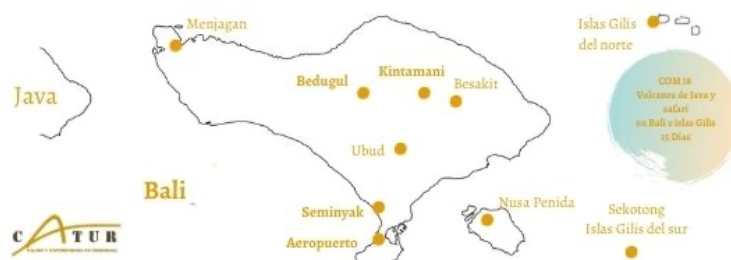 Menjagan
Islas Gilis
del norte
Java
Bedugul
Kintamani
Besakit
COM.18
Volcanes de Java y
safari
en Bali e islas Gilis
15 Días
Ubud
Bali
Seminyak
Nusa Penida
Sekotong
Islas Gilis del sur
Aeropuerto
CATUR